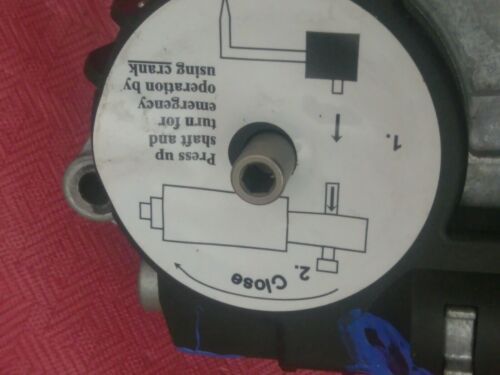 1.
Press up
shaft and
turn for
emergency
operation by
using crank
2. Close